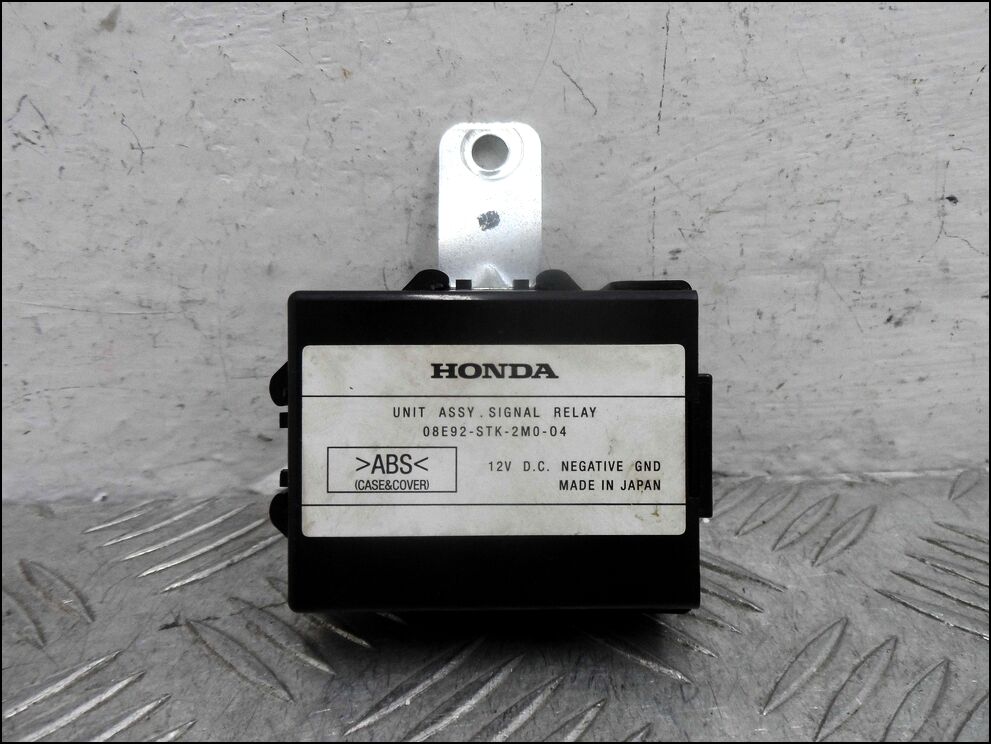 HONDA
UNIT ASSY.SIGNAL RELAY
08E92-STK-2M0-04
>ABS<
(CASE&COVER)
12V D.C. NEGATIVE GND
MADE IN JAPAN